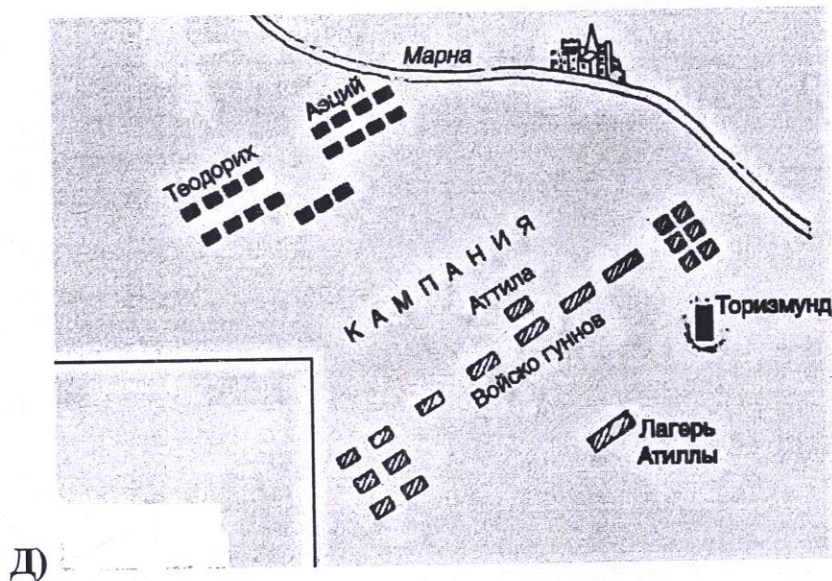 Марна
Аэций
Теодорих
КАМПАНИЯ
Аттила
Войско гуннов
Торизмунд
Лагерь
Атиллы
Д)